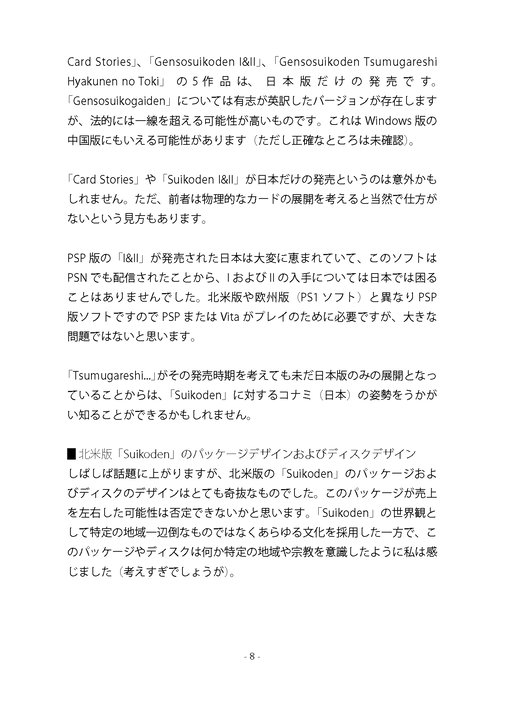 Card Stories」、「Gensosuikoden I&II」、「Gensosuikoden Tsumugareshi
Hyakunen no Toki」 の 5 作 品 は、 日 本 版 だ け の 発 売 で す。
「Gensosuikogaiden」については有志が英訳したバージョンが存在します
が、法的には一線を超える可能性が高いものです。これは Windows 版の
中国版にもいえる可能性があります（ただし正確なところは未確認）。
「Card Stories」や「Suikoden I&II」が日本だけの発売というのは意外かも
しれません。ただ、前者は物理的なカードの展開を考えると当然で仕方が
ないという見方もあります。
PSP 版の「I&II」が発売された日本は大変に恵まれていて、このソフトは
PSN でも配信されたことから、I および II の入手については日本では困る
ことはありませんでした。北米版や欧州版（PS1 ソフト）と異なり PSP
版ソフトですので PSP または Vita がプレイのために必要ですが、大きな
問題ではないと思います。
「Tsumugareshi...」がその発売時期を考えても未だ日本版のみの展開となっ
ていることからは、「Suikoden」に対するコナミ（日本）の姿勢をうかが
い知ることができるかもしれません。
■北米版「Suikoden」のパッケージデザインおよびディスクデザイン
しばしば話題に上がりますが、北米版の「Suikoden」のパッケージおよ
びディスクのデザインはとても奇抜なものでした。このパッケージが売上
を左右した可能性は否定できないかと思います。「Suikoden」の世界観と
して特定の地域一辺倒なものではなくあらゆる文化を採用した一方で、こ
のパッケージやディスクは何か特定の地域や宗教を意識したように私は感
じました（考えすぎでしょうが）。
- 8 -